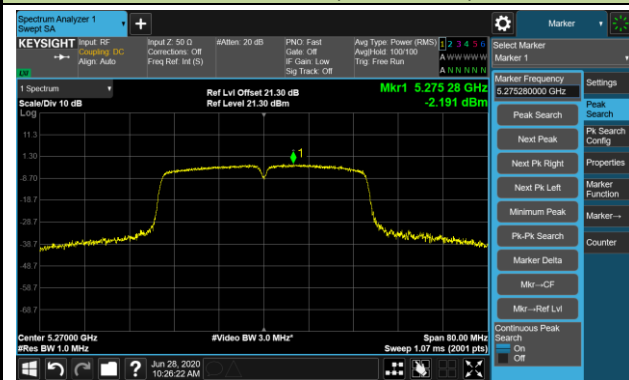 Spectrum Analyzer 1
Swept SA
Marker
KEYSIGHT
Input: RF
Coupling: DC
Align: Auto
Input Z: 50 Ω
Corrections: Off
Freq Ref: Int (S)
#Atten: 20 dB
PNO: Fast
Gate: Off
IF Gain: Low
Sig Track: Off
Avg Type: Power (RMS)
Avg|Hold: 100/100
Trig: Free Run
1 2 3 4 5 6
A W W W W W
A N N N N N
Select Marker
Marker 1
1 Spectrum
Scale/Div 10 dB
Log
Ref Lvl Offset 21.30 dB
Ref Level 21.30 dBm
Mkr1 5.275 28 GHz
-2.191 dBm
11.3
1.30
-8.70
-18.7
-28.7
-38.7
-48.7
-58.7
-68.7
1
Center 5.27000 GHz
#Res BW 1.0 MHz
#Video BW 3.0 MHz*
Span 80.00 MHz
Sweep 1.07 ms (2001 pts)
Marker Frequency
5.275280000 GHz
Peak Search
Next Peak
Next Pk Right
Next Pk Left
Minimum Peak
Pk-Pk Search
Marker Delta
Mkr→CF
Mkr→Ref Lvl
Continuous Peak
Search
On
Off
Settings
Peak
Search
Pk Search
Config
Properties
Marker
Function
Marker→
Counter
?
Jun 28, 2020
10:26:22 AM